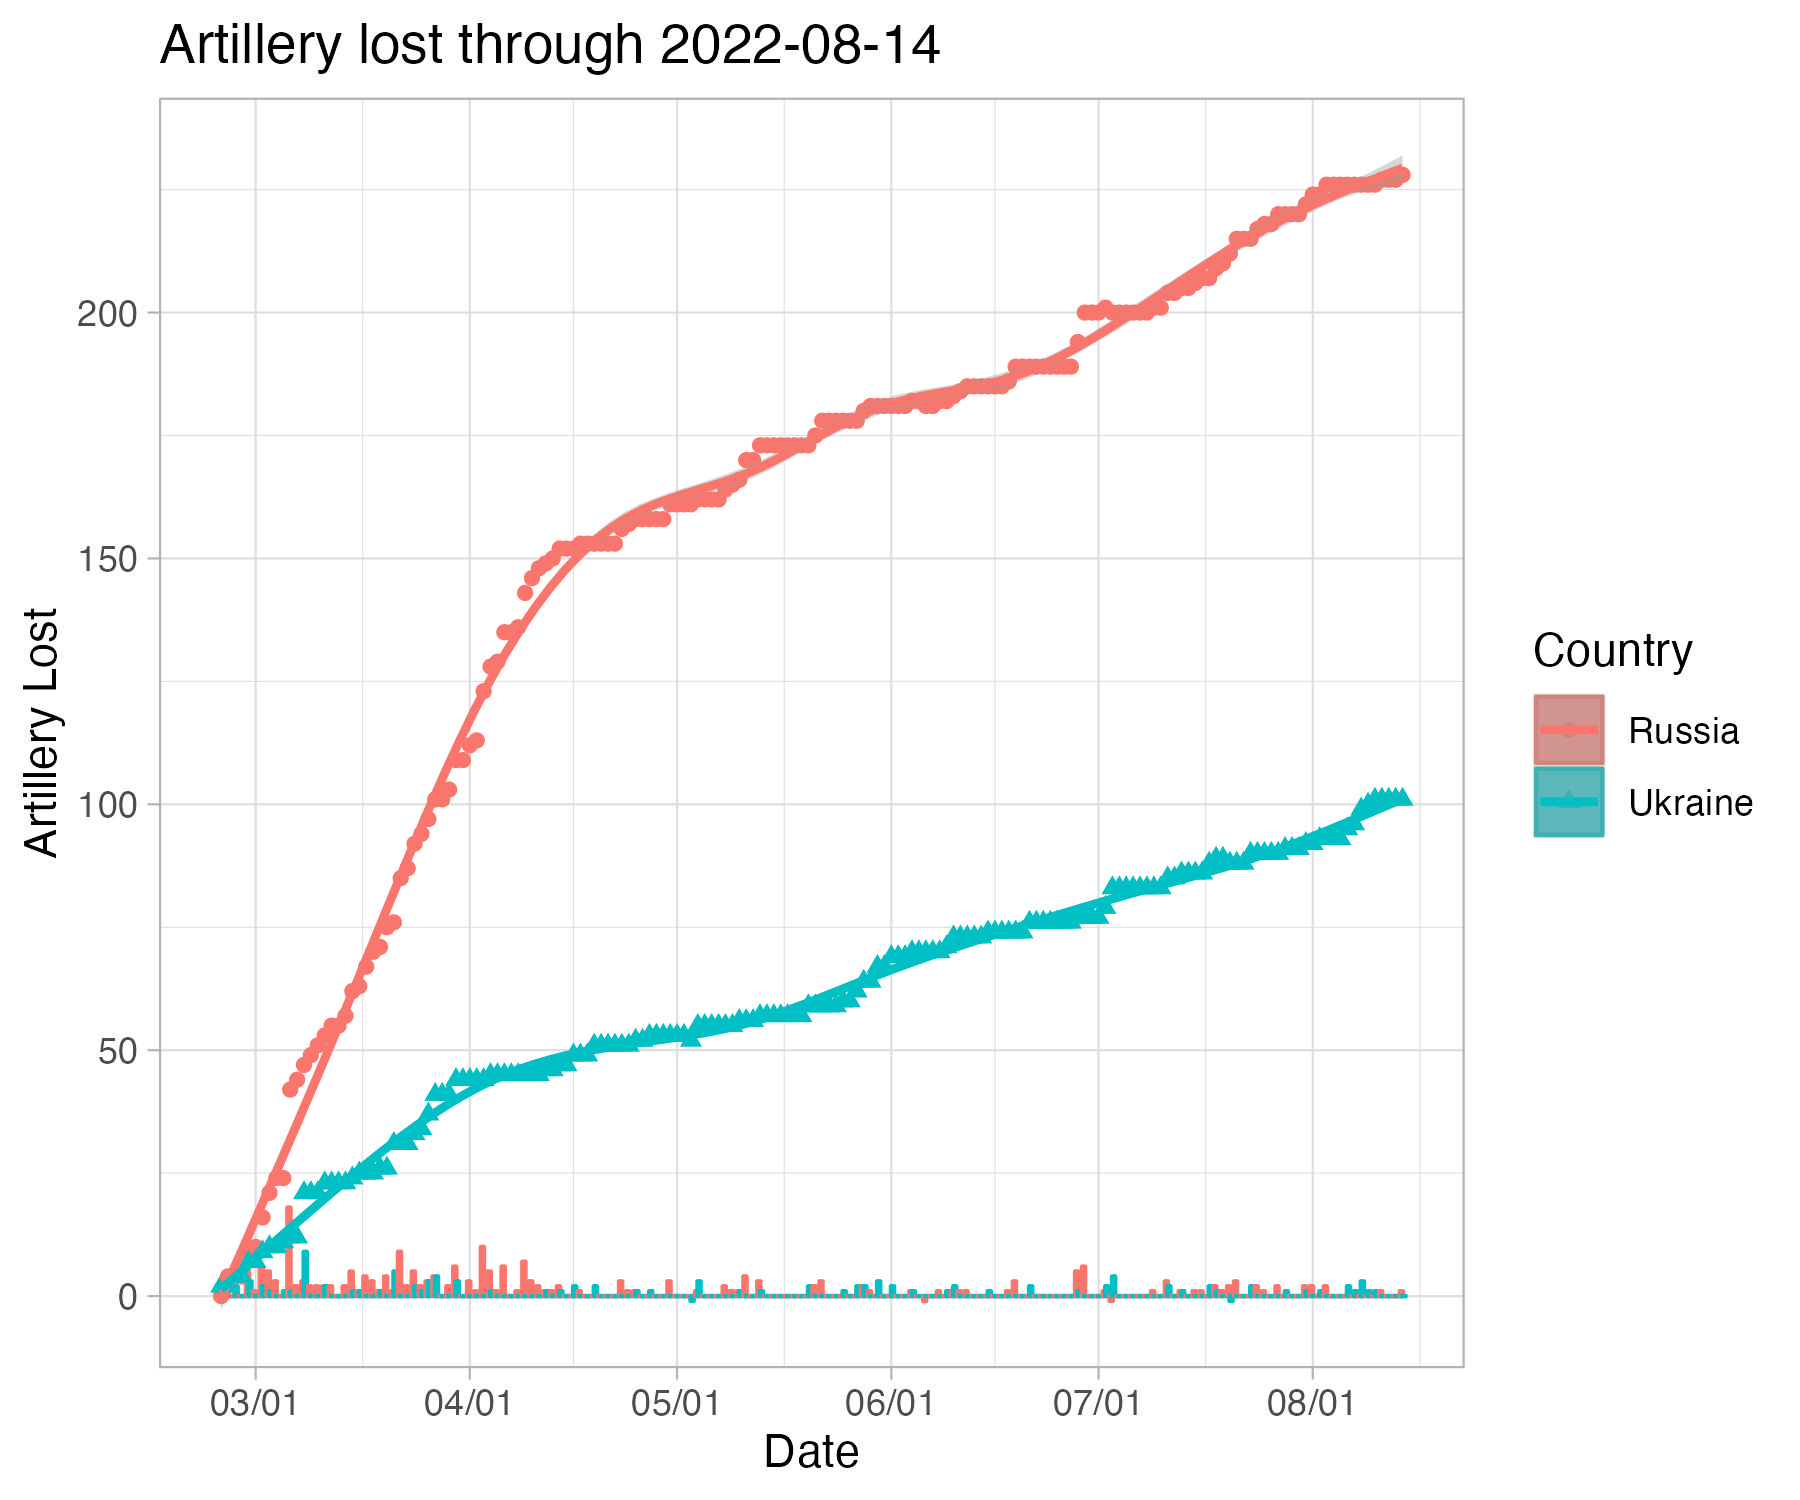 Artillery lost through 2022-08-14
Artillery Lost
200
150
100
50
0
03/01 04/01 05/01 06/01 07/01 08/01
Date
Country
Russia
Ukraine